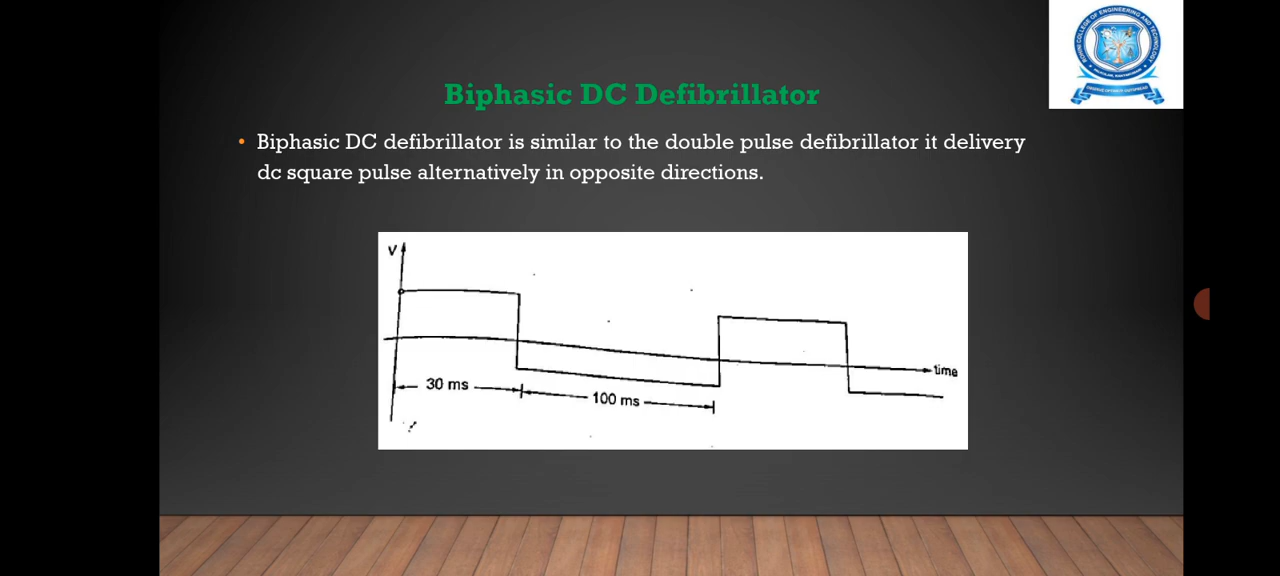 Biphasic DC Defibrillator
• Biphasic DC defibrillator is similar to the double pulse defibrillator it delivery
dc square pulse alternatively in opposite directions.
V
time
30 ms
100 ms